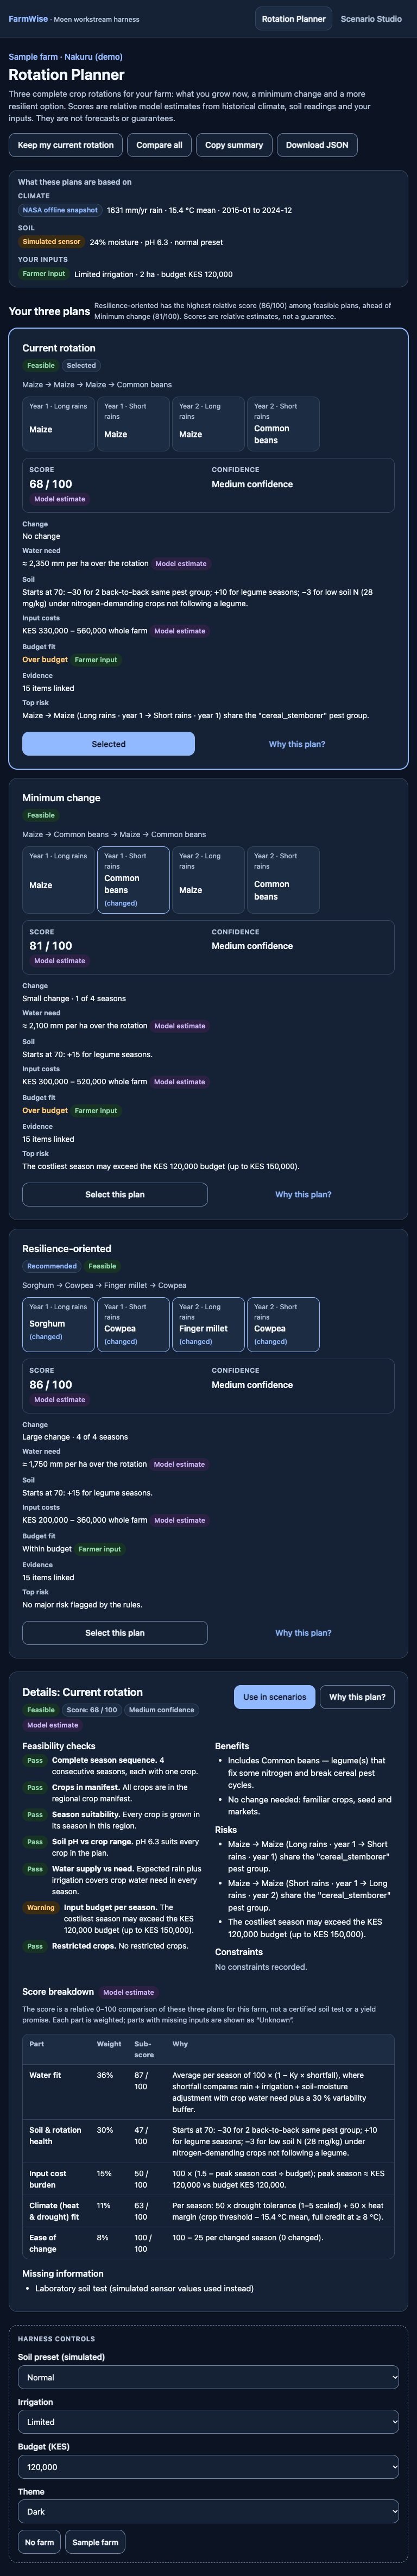 FarmWise · Moen workstream harness
Rotation Planner
Scenario Studio
Sample farm · Nakuru (demo)
Rotation Planner
Three complete crop rotations for your farm: what you grow now, a minimum change and a more
resilient option. Scores are relative model estimates from historical climate, soil readings and your
inputs. They are not forecasts or guarantees.
Keep my current rotation
Compare all
Copy summary
Download JSON
What these plans are based on
CLIMATE
NASA offline snapshot 1631 mm/yr rain · 15.4 °C mean · 2015-01 to 2024-12
SOIL
Simulated sensor 24% moisture · pH 6.3 · normal preset
YOUR INPUTS
Farmer input Limited irrigation · 2 ha · budget KES 120,000
Your three plans
Resilience-oriented has the highest relative score (86/100) among feasible plans, ahead of
Minimum change (81/100). Scores are relative estimates, not a guarantee.
Current rotation
Feasible Selected
Maize → Maize → Maize → Common beans
Year 1 · Long rains
Maize
Year 1 · Short
rains
Maize
Year 2 · Long
rains
Maize
Year 2 · Short
rains
Common
beans
SCORE
68 / 100
Model estimate
CONFIDENCE
Medium confidence
Change
No change
Water need
≈ 2,350 mm per ha over the rotation Model estimate
Soil
Starts at 70: −30 for 2 back-to-back same pest group; +10 for legume seasons; −3 for low soil N (28
mg/kg) under nitrogen-demanding crops not following a legume.
Input costs
KES 330,000 – 560,000 whole farm Model estimate
Budget fit
Over budget Farmer input
Evidence
15 items linked
Top risk
Maize → Maize (Long rains · year 1 → Short rains · year 1) share the "cereal_stemborer" pest group.
Selected
Why this plan?
Minimum change
Feasible
Maize → Common beans → Maize → Common beans
Year 1 · Long rains
Maize
Year 1 · Short
rains
Common
beans
(changed)
Year 2 · Long
rains
Maize
Year 2 · Short
rains
Common
beans
SCORE
81 / 100
Model estimate
CONFIDENCE
Medium confidence
Change
Small change · 1 of 4 seasons
Water need
≈ 2,100 mm per ha over the rotation Model estimate
Soil
Starts at 70: +15 for legume seasons.
Input costs
KES 300,000 – 520,000 whole farm Model estimate
Budget fit
Over budget Farmer input
Evidence
15 items linked
Top risk
The costliest season may exceed the KES 120,000 budget (up to KES 150,000).
Select this plan
Why this plan?
Resilience-oriented
Recommended Feasible
Sorghum → Cowpea → Finger millet → Cowpea
Year 1 · Long rains
Sorghum
(changed)
Year 1 · Short
rains
Cowpea
(changed)
Year 2 · Long
rains
Finger millet
(changed)
Year 2 · Short
rains
Cowpea
(changed)
SCORE
86 / 100
Model estimate
CONFIDENCE
Medium confidence
Change
Large change · 4 of 4 seasons
Water need
≈ 1,750 mm per ha over the rotation Model estimate
Soil
Starts at 70: +15 for legume seasons.
Input costs
KES 200,000 – 360,000 whole farm Model estimate
Budget fit
Within budget Farmer input
Evidence
15 items linked
Top risk
No major risk flagged by the rules.
Select this plan
Why this plan?
Details: Current rotation
Feasible Score: 68 / 100 Medium confidence
Model estimate
Use in scenarios
Why this plan?
Feasibility checks
Pass Complete season sequence. 4
consecutive seasons, each with one crop.
Pass Crops in manifest. All crops are in the
regional crop manifest.
Pass Season suitability. Every crop is grown in
its season in this region.
Pass Soil pH vs crop range. pH 6.3 suits every
crop in the plan.
Pass Water supply vs need. Expected rain plus
irrigation covers crop water need in every
season.
Warning Input budget per season. The
costliest season may exceed the KES
120,000 budget (up to KES 150,000).
Pass Restricted crops. No restricted crops.
Benefits
• Includes Common beans — legume(s) that
fix some nitrogen and break cereal pest
cycles.
• No change needed: familiar crops, seed and
markets.
Risks
• Maize → Maize (Long rains · year 1 → Short
rains · year 1) share the "cereal_stemborer"
pest group.
• Maize → Maize (Short rains · year 1 → Long
rains · year 2) share the "cereal_stemborer"
pest group.
• The costliest season may exceed the KES
120,000 budget (up to KES 150,000).
Constraints
No constraints recorded.
Score breakdown Model estimate
The score is a relative 0–100 comparison of these three plans for this farm, not a certified soil test or a yield
promise. Each part is weighted; parts with missing inputs are shown as "Unknown".
Part Weight Sub-
score Why
Water fit 36% 87 /
100 Average per season of 100 × (1 − Ky × shortfall), where
shortfall compares rain + irrigation + soil-moisture
adjustment with crop water need plus a 30 % variability
buffer.
Soil & rotation
health 30% 47 /
100 Starts at 70: −30 for 2 back-to-back same pest group; +10
for legume seasons; −3 for low soil N (28 mg/kg) under
nitrogen-demanding crops not following a legume.
Input cost
burden 15% 50 /
100 100 × (1.5 − peak season cost ÷ budget); peak season ≈ KES
120,000 vs budget KES 120,000.
Climate (heat
& drought) fit 11% 63 /
100 Per season: 50 × drought tolerance (1–5 scaled) + 50 × heat
margin (crop threshold − 15.4 °C mean, full credit at ≥ 8 °C).
Ease of
change 8% 100 /
100 100 − 25 per changed season (0 changed).
Missing information
• Laboratory soil test (simulated sensor values used instead)
HARNESS CONTROLS
Soil preset (simulated)
Normal
Irrigation
Limited
Budget (KES)
120,000
Theme
Dark
No farm
Sample farm